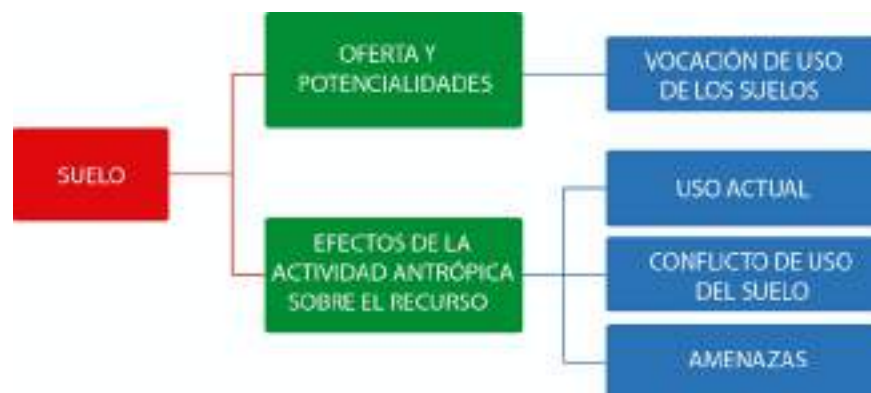 SUELO
OFERTA Y
POTENCIALIDADES
VOCACIÓN DE USO
DE LOS SUELOS
EFECTOS DE LA
ACTIVIDAD ANTRÓPICA
SOBRE EL RECURSO
USO ACTUAL
CONFLICTO DE USO
DEL SUELO
AMENAZAS